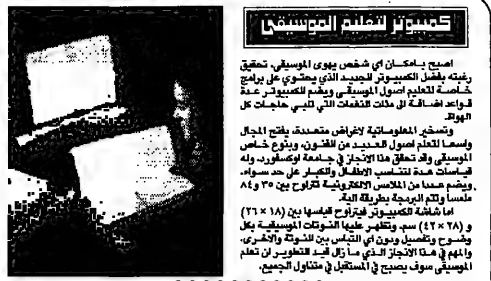 كمبيوتر لتعليم الموسيقى
اصبح بامكان اي شخص يهوى الموسيقى، تحقيق
رغبته بفضل الكمبيوتر الجديد الذي يحتوي على برامج
خاصة لتعليم اصول الموسيقى ويضم الكمبيوتر عدة
قواعد اضافة الى مئات النغمات التي تلبي حاجات كل
الهواة.
وتسخير المعلوماتية لاغراض متعددة، يفتح المجال
واسعا لتعلم اصول العديد من الفنون، وبنوع خاص
الموسيقى وقد تحقق هذا الانجاز في جامعة اوكسفورد، وله
قياسات عدة لتناسب الاطفال والكبار على حد سواء،
ويضم عددا من الملامس الالكترونية تتراوح بين ٣٥ و٨٤
ملمسا وتتم البرمجة بطريقة الية.
اما شاشة الكمبيوتر فيتراوح قياسها بين (١٨ × ٢٦)
و (٢٨ × ٤٢) سم، وتظهر عليها النوتات الموسيقية بكل
وضوح وتفصيل ودون اي التباس بين النوتة والاخرى،
والمهم في هذا الانجاز الذي ما زال قيد التطوير ان تعلم
الموسيقى سوف يصبح في المستقبل في متناول الجميع.